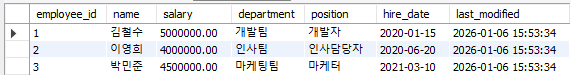 employee_id name salary department position hire_date last_modified
1 김철수 5000000.00 개발팀 개발자 2020-01-15 2026-01-06 15:53:34
2 이영희 4000000.00 인사팀 인사담당자 2020-06-20 2026-01-06 15:53:34
3 박민준 4500000.00 마케팅팀 마케터 2021-03-10 2026-01-06 15:53:34